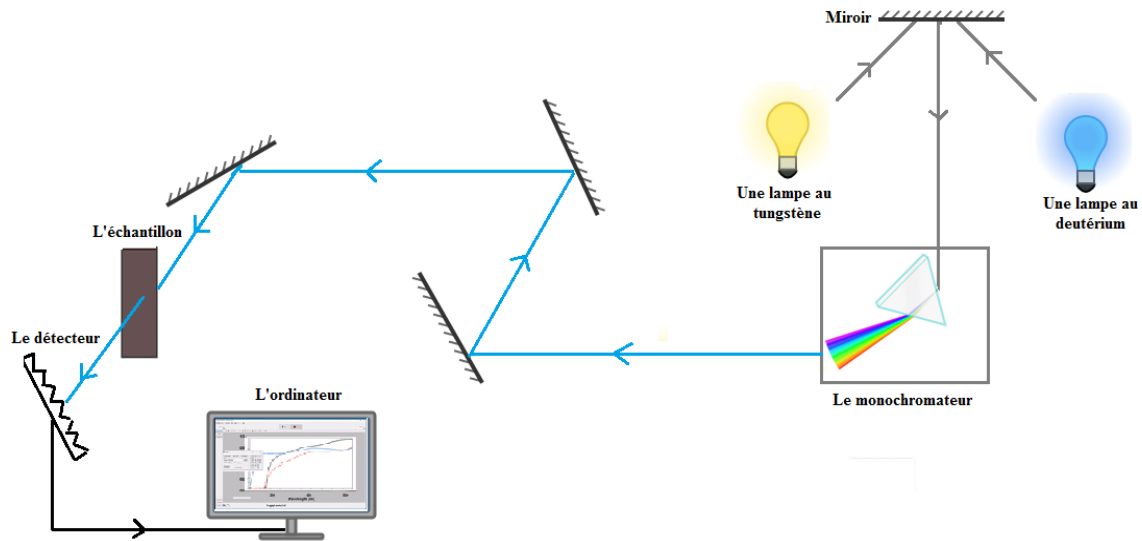 Miroir
Une lampe au
tungstène
Une lampe au
deutérium
L'échantillon
Le détecteur
L'ordinateur
Le monochromateur